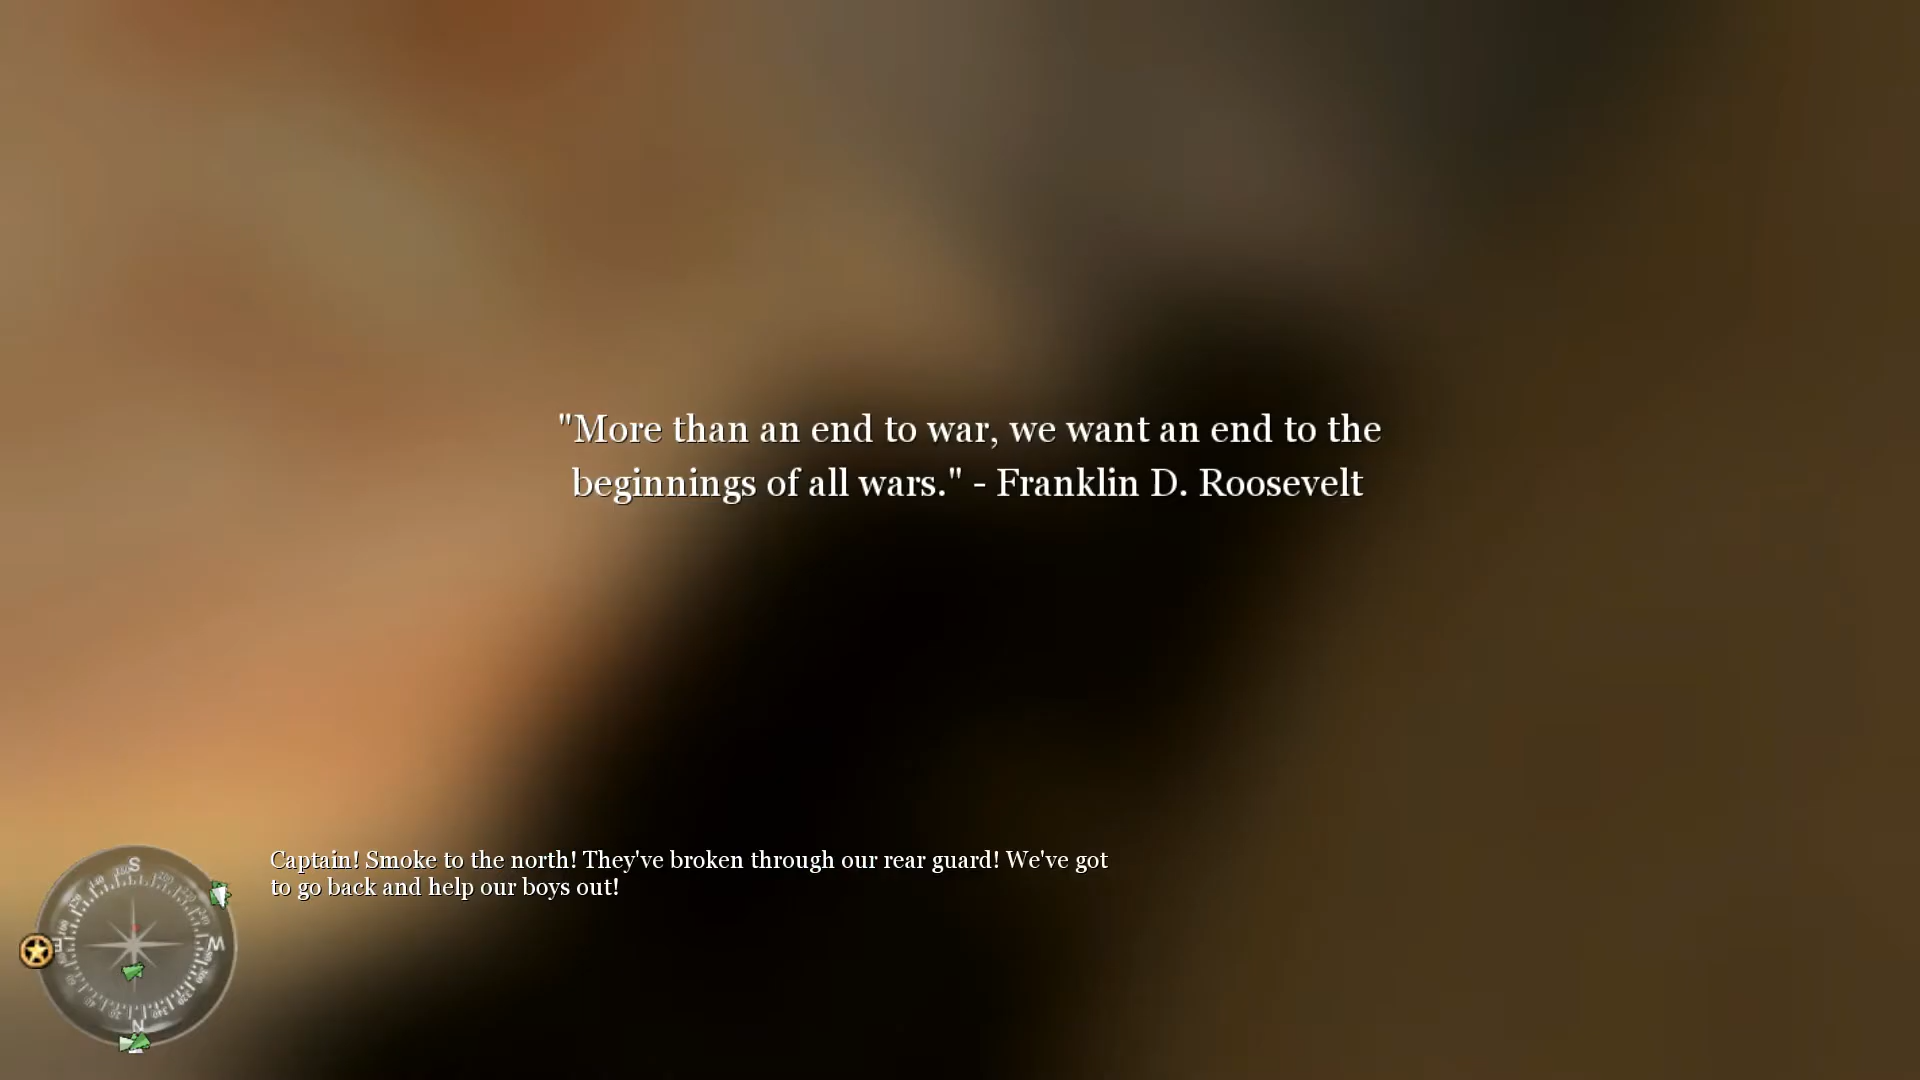 "More than an end to war, we want an end to the
beginnings of all wars." - Franklin D. Roosevelt
Captain! Smoke to the north! They've broken through our rear guard! We've got
to go back and help our boys out!
S
E
W
N